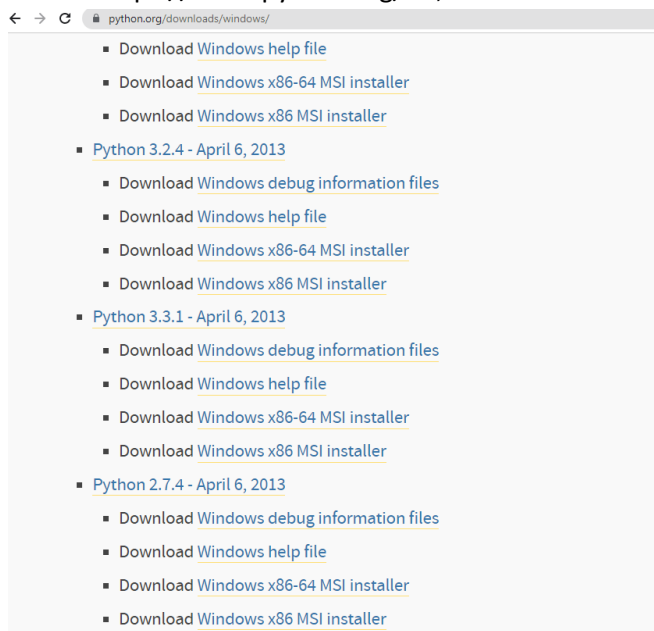 python.org/downloads/windows/
Download Windows help file
Download Windows x86-64 MSI installer
Download Windows x86 MSI installer
Python 3.2.4 - April 6, 2013
Download Windows debug information files
Download Windows help file
Download Windows x86-64 MSI installer
Download Windows x86 MSI installer
Python 3.3.1 - April 6, 2013
Download Windows debug information files
Download Windows help file
Download Windows x86-64 MSI installer
Download Windows x86 MSI installer
Python 2.7.4 - April 6, 2013
Download Windows debug information files
Download Windows help file
Download Windows x86-64 MSI installer
Download Windows x86 MSI installer